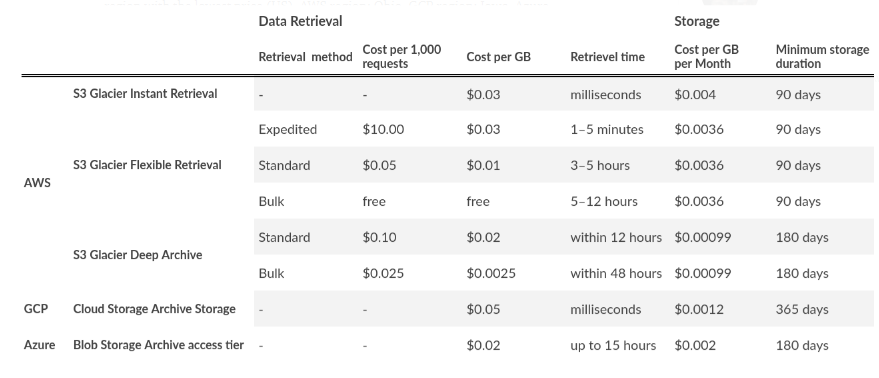 Data Retrieval Storage
Retrieval method Cost per 1,000 requests Cost per GB Retrievel time Cost per GB per Month Minimum storage duration
S3 Glacier Instant Retrieval - - $0.03 milliseconds $0.004 90 days
Expedited $10.00 $0.03 1–5 minutes $0.0036 90 days
AWS S3 Glacier Flexible Retrieval Standard $0.05 $0.01 3–5 hours $0.0036 90 days
Bulk free free 5–12 hours $0.0036 90 days
S3 Glacier Deep Archive Standard $0.10 $0.02 within 12 hours $0.00099 180 days
Bulk $0.025 $0.0025 within 48 hours $0.00099 180 days
GCP Cloud Storage Archive Storage - - $0.05 milliseconds $0.0012 365 days
Azure Blob Storage Archive access tier - - $0.02 up to 15 hours $0.002 180 days